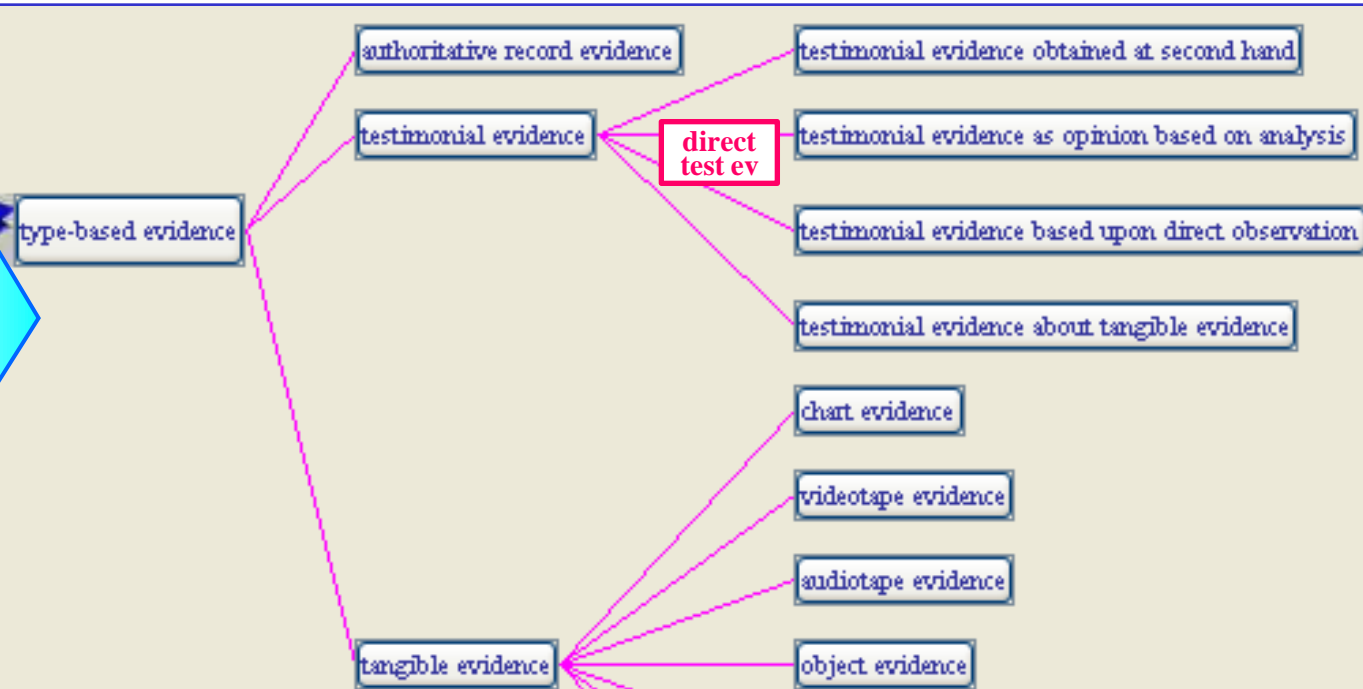 authoritative record evidence
testimonial evidence obtained at second hand
testimonial evidence
direct
test ev
testimonial evidence as opinion based on analysis
type-based evidence
testimonial evidence based upon direct observation
testimonial evidence about tangible evidence
chart evidence
videotape evidence
audiotape evidence
tangible evidence
object evidence